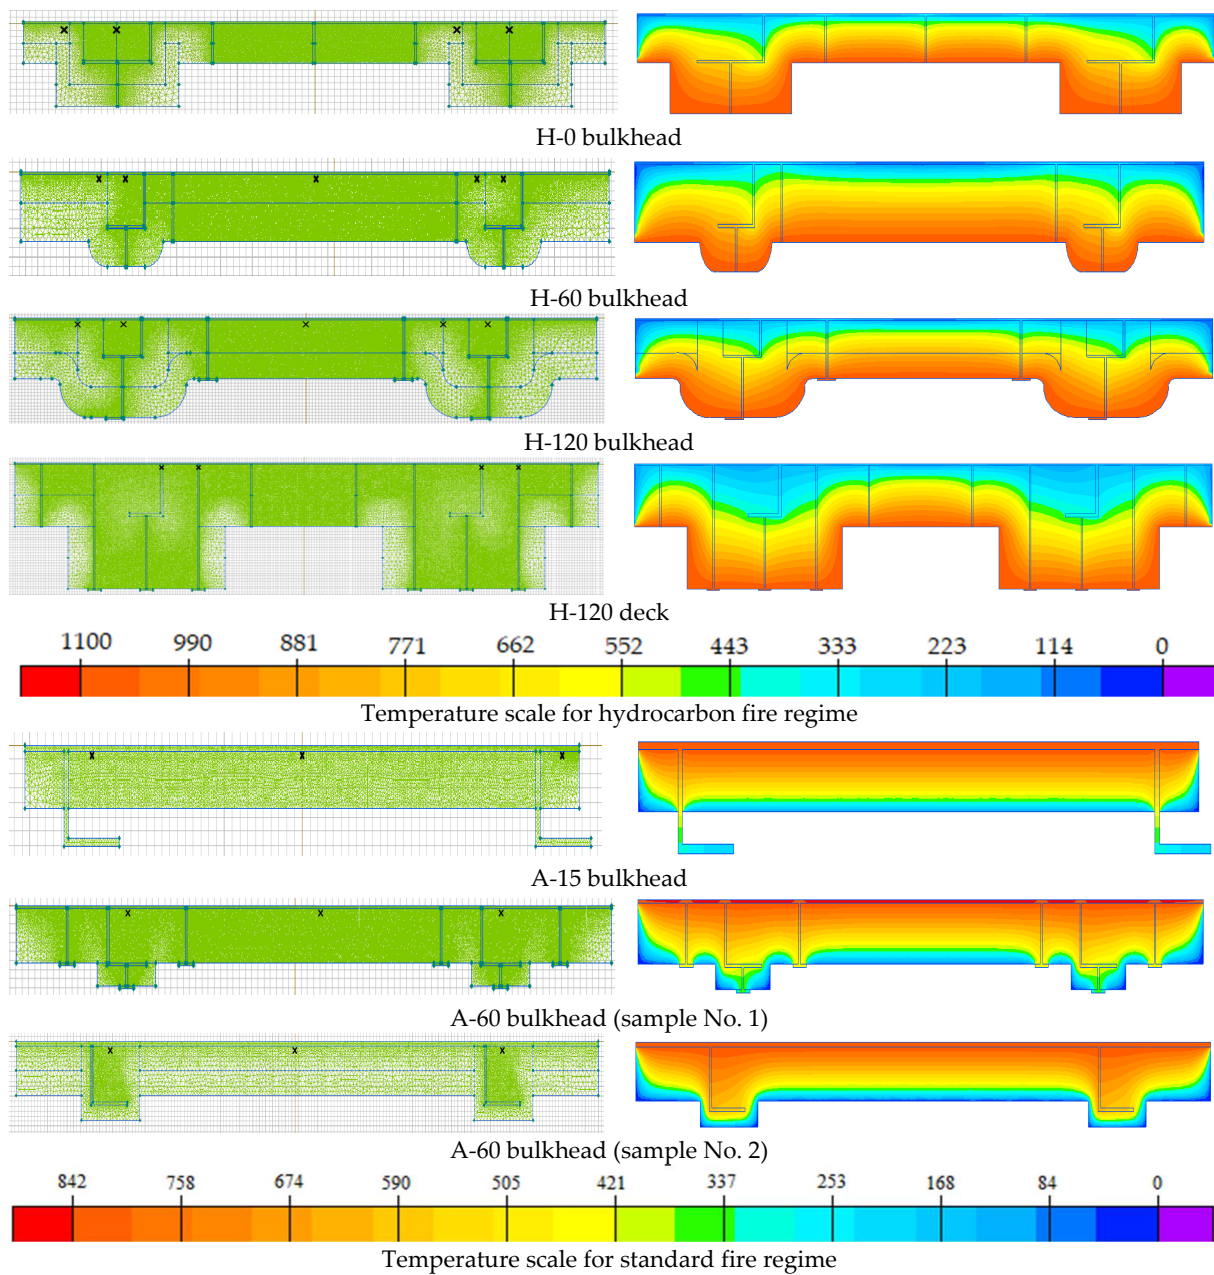 H-0 bulkhead
H-60 bulkhead
H-120 bulkhead
H-120 deck
1100 990 881 771 662 552 443 333 223 114 0
Temperature scale for hydrocarbon fire regime
A-15 bulkhead
A-60 bulkhead (sample No. 1)
A-60 bulkhead (sample No. 2)
842 758 674 590 505 421 337 253 168 84 0
Temperature scale for standard fire regime